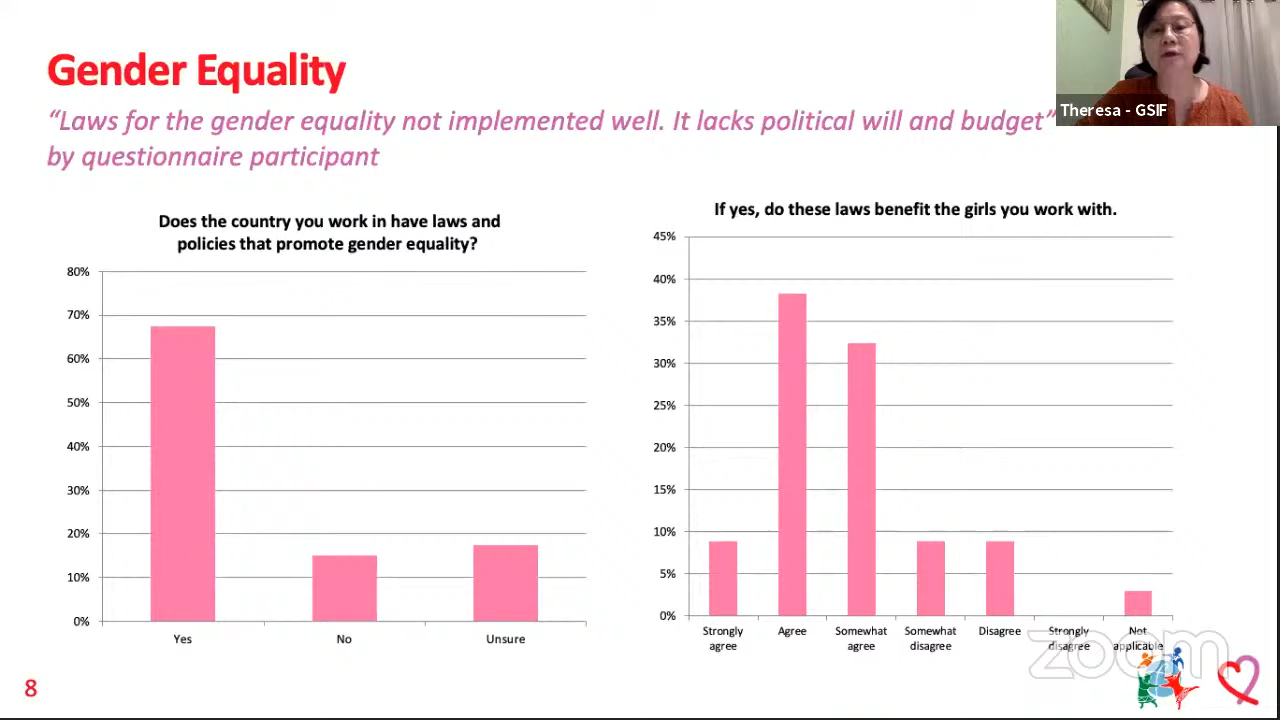 Gender Equality
Theresa - GSIF
“Laws for the gender equality not implemented well. It lacks political will and budget”
by questionnaire participant
Does the country you work in have laws and
policies that promote gender equality?
80%
70%
60%
50%
40%
30%
20%
10%
0%
Yes No Unsure
If yes, do these laws benefit the girls you work with.
45%
40%
35%
30%
25%
20%
15%
10%
5%
0%
Strongly agree
Agree
Somewhat agree
Somewhat disagree
Disagree
Strongly disagree
Not applicable
zoom
8